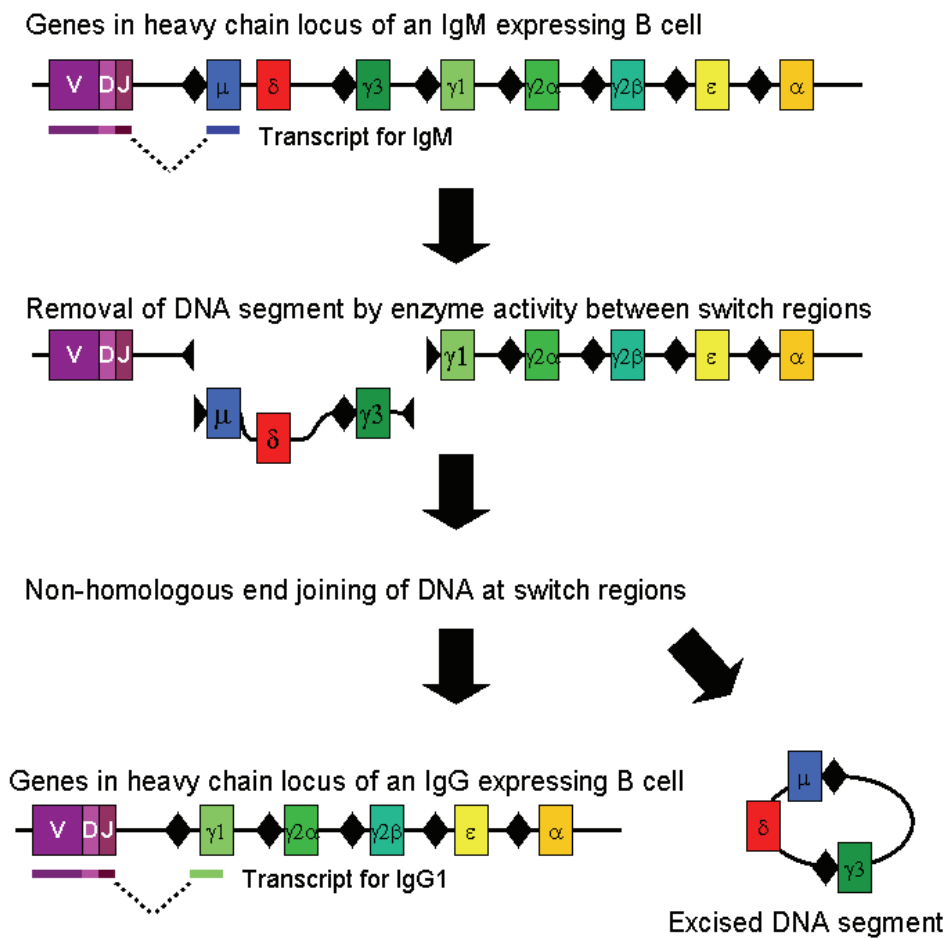 Genes in heavy chain locus of an IgM expressing B cell
V D J μ δ γ3 γ1 γ2α γ2β ε α
Transcript for IgM
Removal of DNA segment by enzyme activity between switch regions
V D J γ1 γ2α γ2β ε α
μ δ γ3
Non-homologous end joining of DNA at switch regions
Genes in heavy chain locus of an IgG expressing B cell
V D J γ1 γ2α γ2β ε α
Transcript for IgG1
μ
δ
γ3
Excised DNA segment